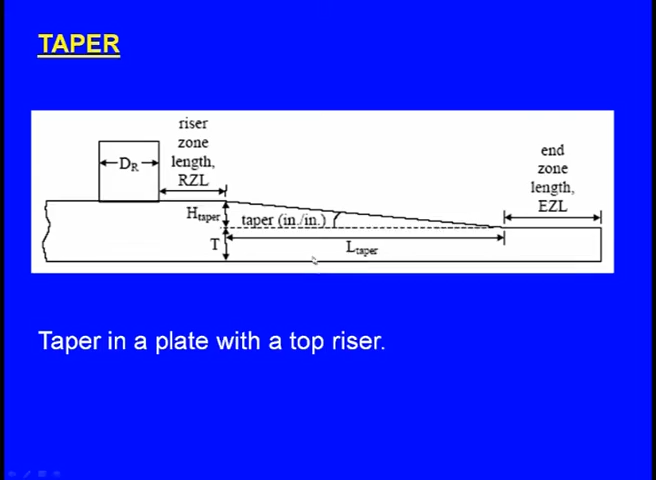 TAPER
riser
zone
length,
RZL
D_R
end
zone
length,
EZL
H_taper
taper (in./in.)
T
L_taper
Taper in a plate with a top riser.